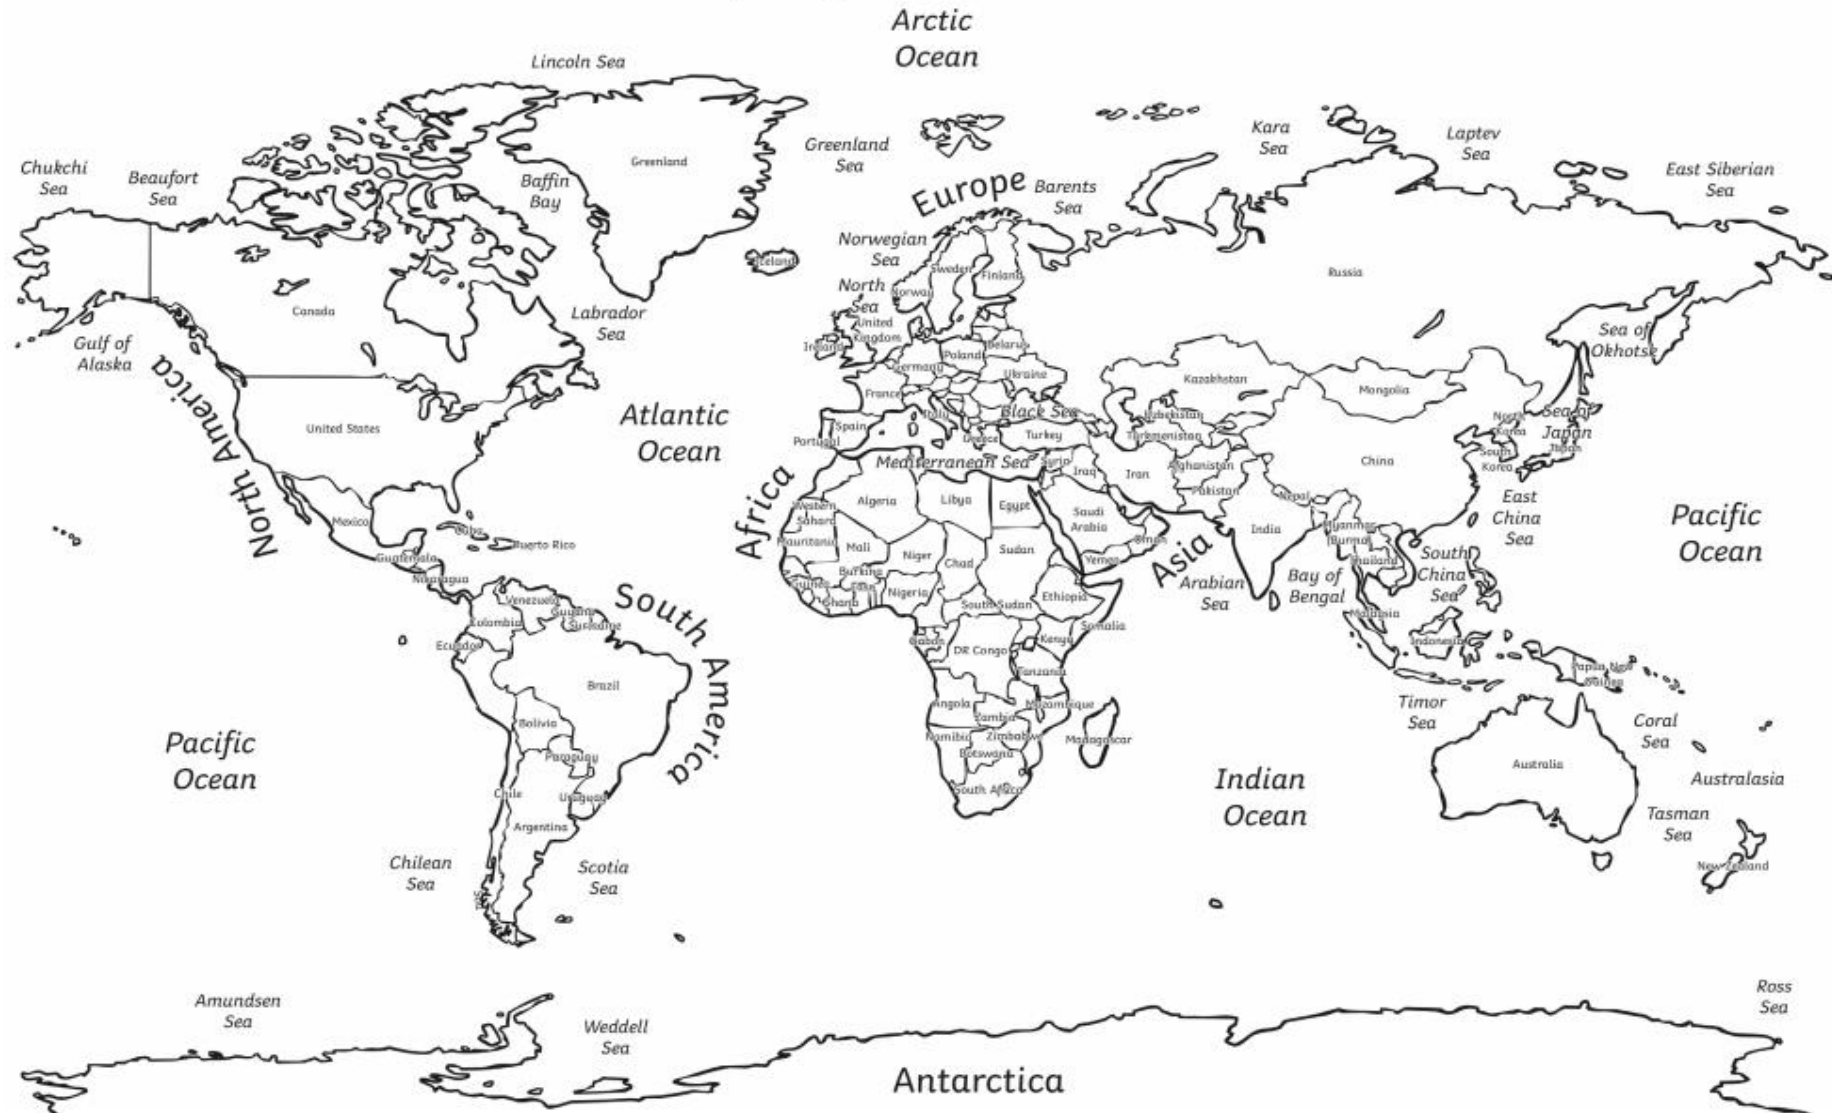 Arctic
Ocean
Lincoln Sea
Greenland
Sea
Kara
Sea
Laptev
Sea
East Siberian
Sea
Chukchi
Sea
Beaufort
Sea
Baffin
Bay
Greenland
Europe
Barents
Sea
Norwegian
Sea
Iceland
Sweden
Finland
Norway
Russia
North
Sea
Canada
Labrador
Sea
Gulf of
Alaska
United
Kingdom
Ireland
Sea of
Okhotsk
Poland
Belarus
Germany
Ukraine
France
Kazakhstan
Mongolia
North America
United States
Atlantic
Ocean
Italy
Black Sea
Spain
Portugal
Greece
Turkey
Uzbekistan
Turkmenistan
North
Korea
Sea of
Japan
Japan
South
Korea
China
Mediterranean Sea
Syria
Iraq
Iran
Afghanistan
Pakistan
Nepal
Africa
Algeria
Libya
Egypt
Saudi
Arabia
Western
Sahara
Mexico
Cuba
Puerto Rico
East
China
Sea
Pacific
Ocean
India
Myanmar
(Burma)
Mauritania
Mali
Niger
Chad
Sudan
Yemen
Oman
Asia
Guatemala
Nicaragua
Thailand
South
China
Sea
Arabian
Sea
Bay of
Bengal
Burkina
Faso
Guinea
Ghana
Nigeria
Ethiopia
South Sudan
Venezuela
Guyana
Suriname
Colombia
Ecuador
South America
Somalia
Malaysia
Indonesia
Gabon
DR Congo
Kenya
Tanzania
Papua New
Guinea
Brazil
Angola
Zambia
Mozambique
Timor
Sea
Coral
Sea
Bolivia
Pacific
Ocean
Namibia
Zimbabwe
Botswana
Madagascar
Paraguay
Chile
Uruguay
Argentina
South Africa
Indian
Ocean
Australia
Australasia
Tasman
Sea
New Zealand
Chilean
Sea
Scotia
Sea
Amundsen
Sea
Weddell
Sea
Ross
Sea
Antarctica